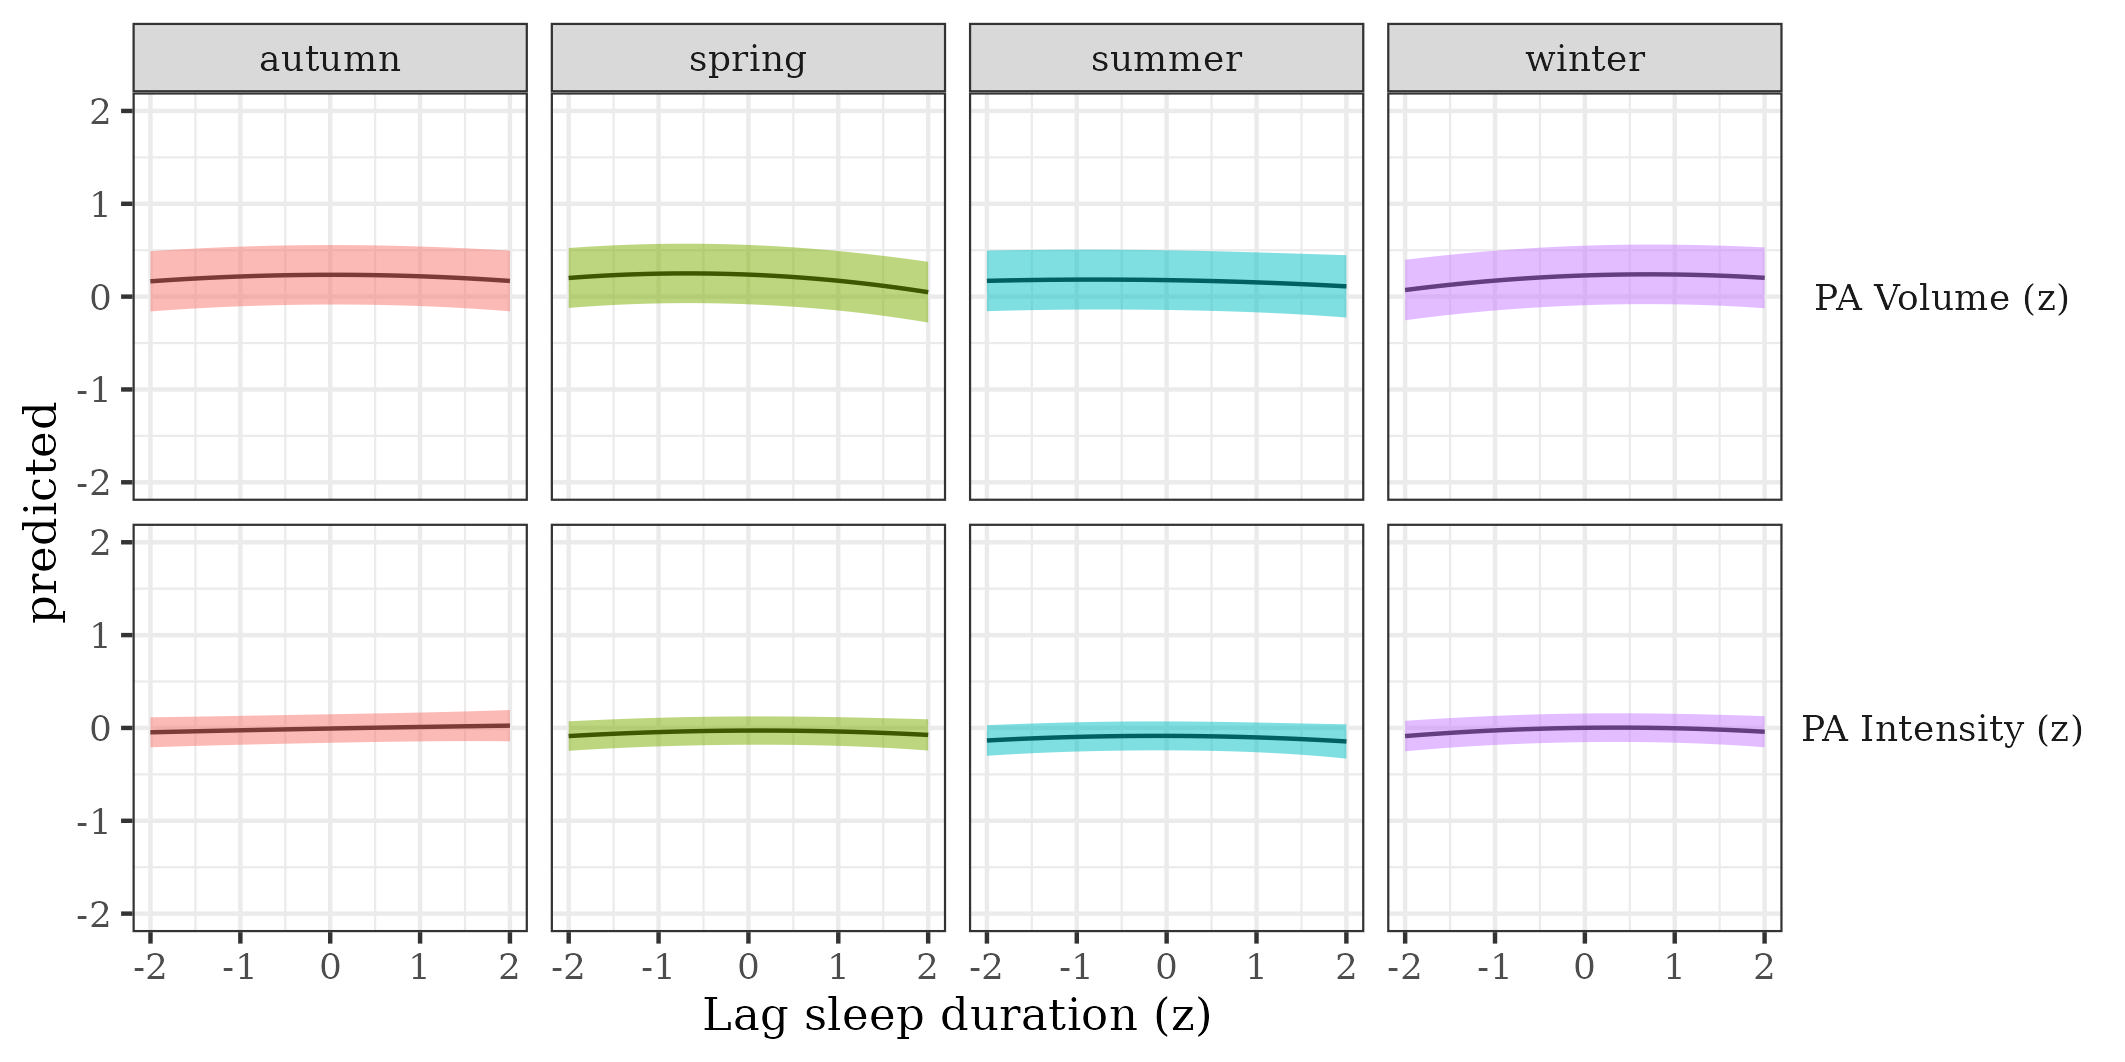 autumn spring summer winter
2
1
0
-1
-2
PA Volume (z)
predicted
2
1
0
-1
-2
PA Intensity (z)
-2 -1 0 1 2 -2 -1 0 1 2 -2 -1 0 1 2 -2 -1 0 1 2
Lag sleep duration (z)